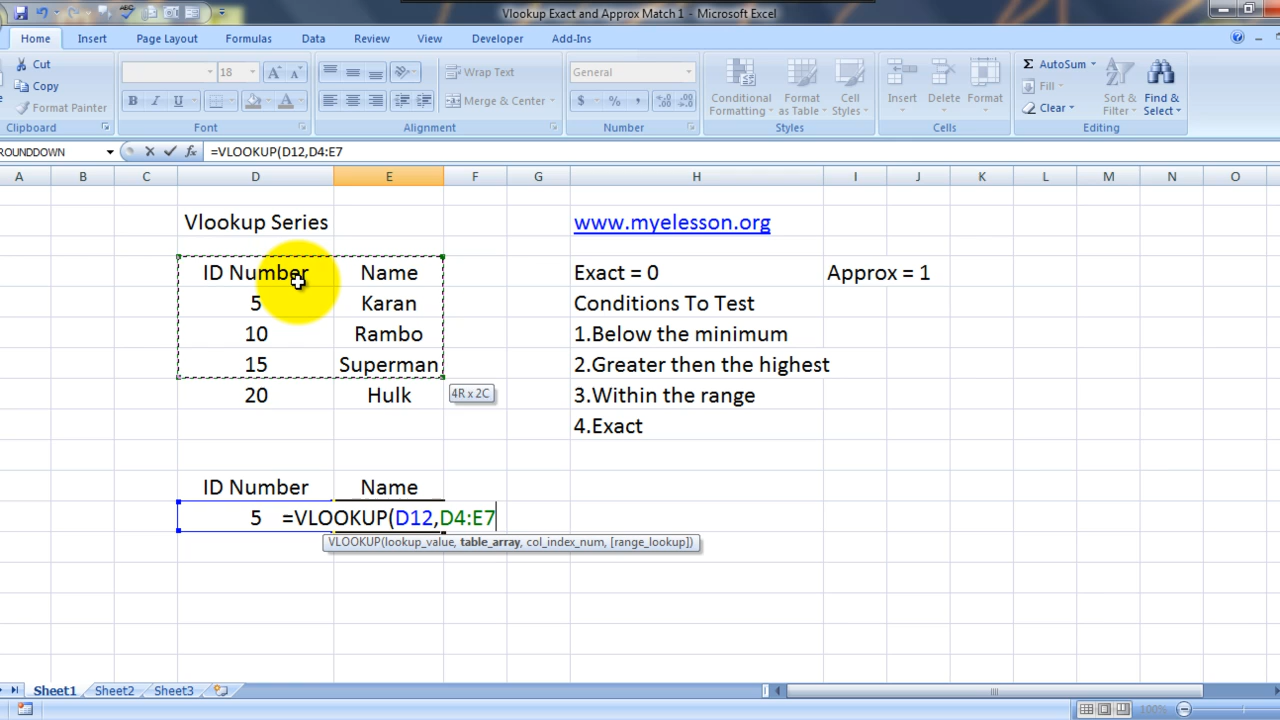 Vlookup Exact and Approx Match 1 - Microsoft Excel
Home Insert Page Layout Formulas Data Review View Developer Add-Ins
Cut
Copy
Format Painter
Clipboard
18
Font
Wrap Text
Merge & Center
Alignment
General
Number
Conditional Formatting
Format as Table
Cell Styles
Styles
Insert Delete Format
Cells
AutoSum
Fill
Clear
Sort & Filter
Find & Select
Editing
OUNDDOWN
=VLOOKUP(D12,D4:E7
A B C D E F G H I J K L M N O
Vlookup Series www.myelesson.org
ID Number Name Exact = 0 Approx = 1
5 Karan Conditions To Test
10 Rambo 1.Below the minimum
15 Superman 2.Greater then the highest
20 Hulk 4R x 2C 3.Within the range
4.Exact
ID Number Name
5 =VLOOKUP(D12,D4:E7
VLOOKUP(lookup_value, table_array, col_index_num, [range_lookup])
Sheet1 Sheet2 Sheet3
100%